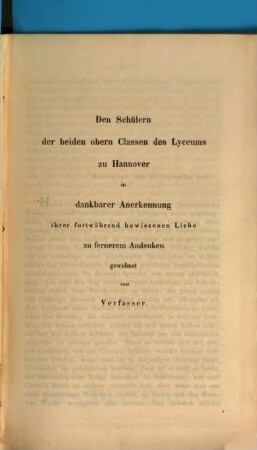 Den Schülern
der beiden obern Classen des Lyceums
zu Hannover
in
dankbarer Anerkennung
ihrer fortwährend bewiesenen Liebe
zu fernerem Andenken
gewidmet
vom
Verfasser.